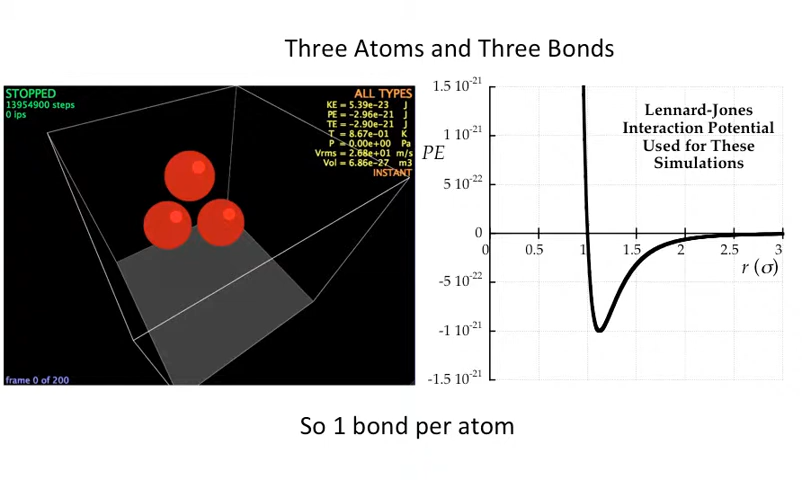 Three Atoms and Three Bonds
STOPPED
13954900 steps
0 ips
ALL TYPES
KE = 5.39e-23 J
PE = -2.96e-21 J
TE = -2.90e-21 J
T = 8.67e-01 K
P = 0.00e+00 Pa
Vrms = 2.68e+01 m/s
Vol = 6.86e-27 m3
INSTANT
frame 0 of 200
PE
1.5 10-21
1 10-21
5 10-22
0
-5 10-22
-1 10-21
-1.5 10-21
0 0.5 1 1.5 2 2.5 3
r (σ)
Lennard-Jones
Interaction Potential
Used for These
Simulations
So 1 bond per atom